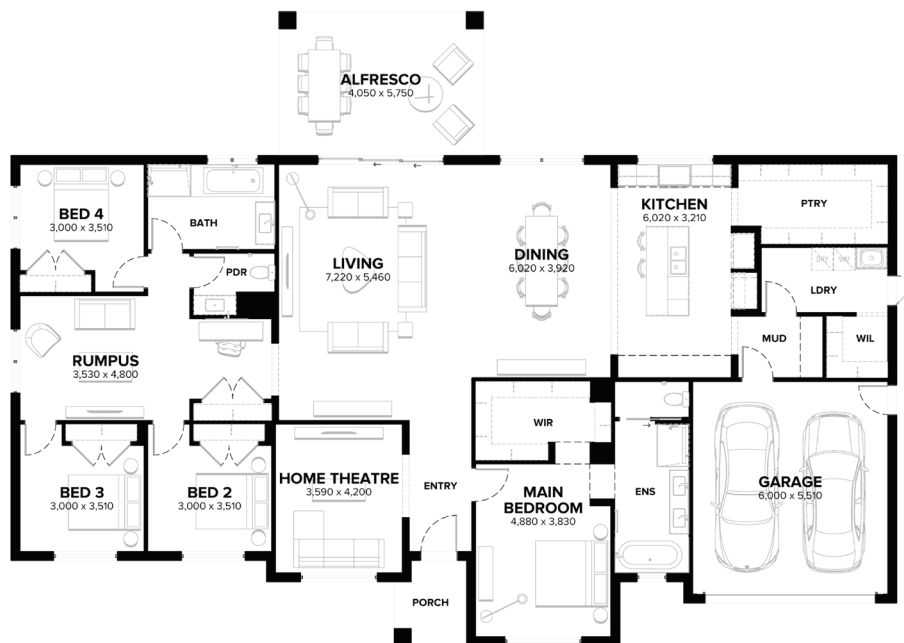 ALFRESCO
4,050 x 5,750
BED 4
3,000 x 3,510
BATH
PDR
LIVING
7,220 x 5,460
DINING
6,020 x 3,920
KITCHEN
6,020 x 3,210
PTRY
DRY WM
LDRY
MUD
WIL
RUMPUS
3,530 x 4,800
WIR
BED 3
3,000 x 3,510
BED 2
3,000 x 3,510
HOME THEATRE
3,590 x 4,200
ENTRY
MAIN
BEDROOM
4,880 x 3,830
ENS
GARAGE
6,000 x 5,510
PORCH